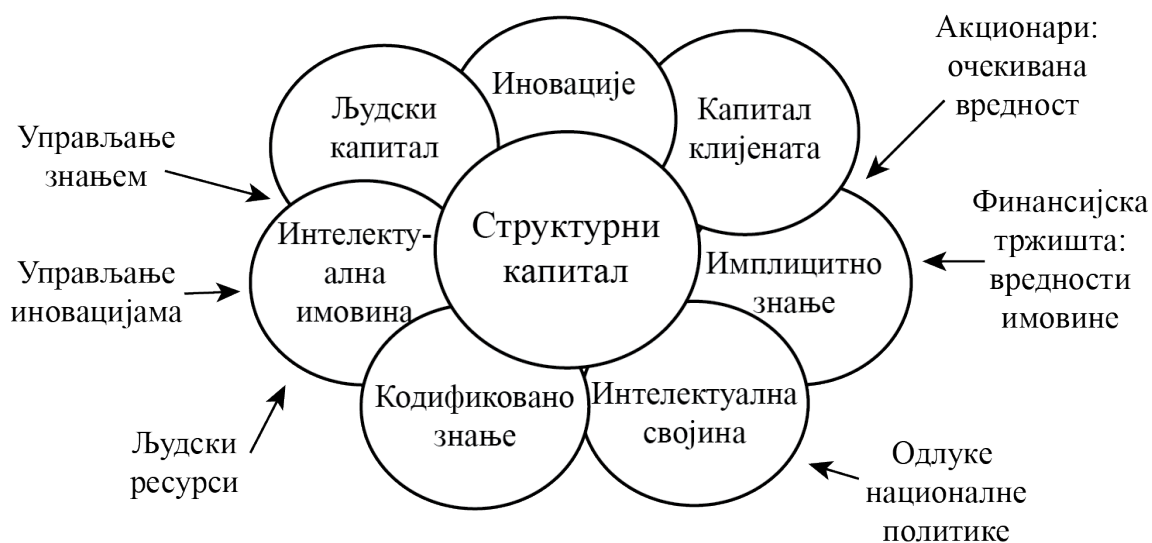 Иновације
Људски
капитал
Капитал
клијената
Акционари:
очекивана
вредност
Управљање
знањем
Интелекту-
ална
имовина
Структурни
капитал
Имплицитно
знање
Финансијска
тржишта:
вредности
имовине
Управљање
иновацијама
Кодификовано
знање
Интелектуална
својина
Људски
ресурси
Одлуке
националне
политике